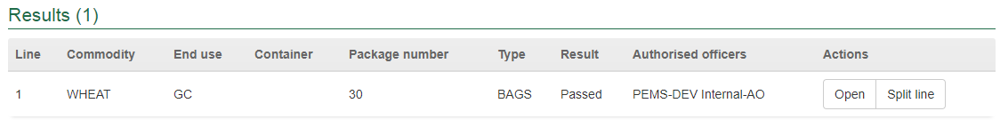 Results (1)
Line Commodity End use Container Package number Type Result Authorised officers Actions
1 WHEAT GC 30 BAGS Passed PEMS-DEV Internal-AO Open Split line